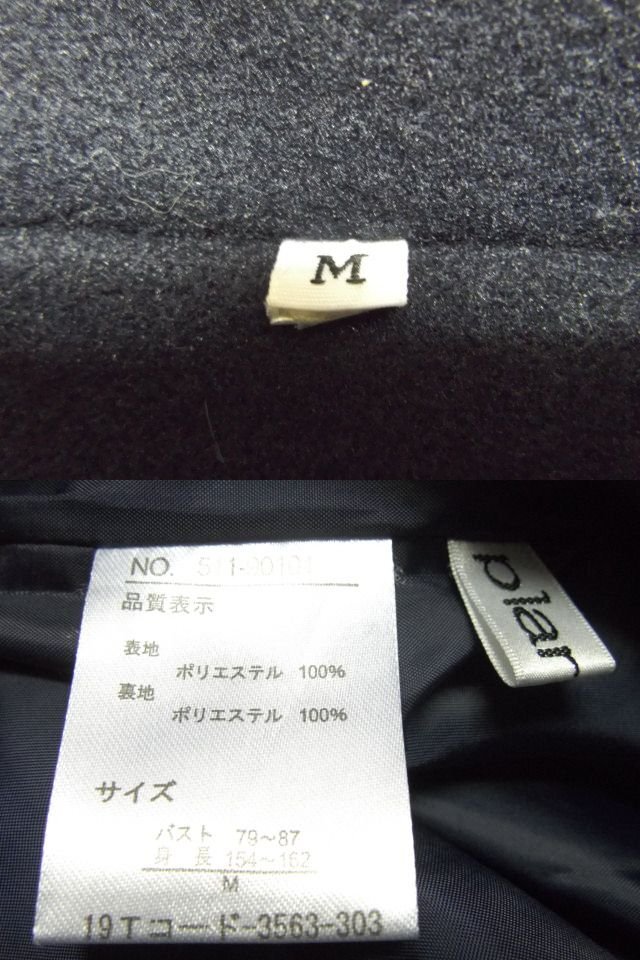 M
NO. 511-90101
品質表示
表地
ポリエステル 100%
裏地
ポリエステル 100%
サイズ
バスト 79~87
身長 154~162
M
19Tコード-3563-303